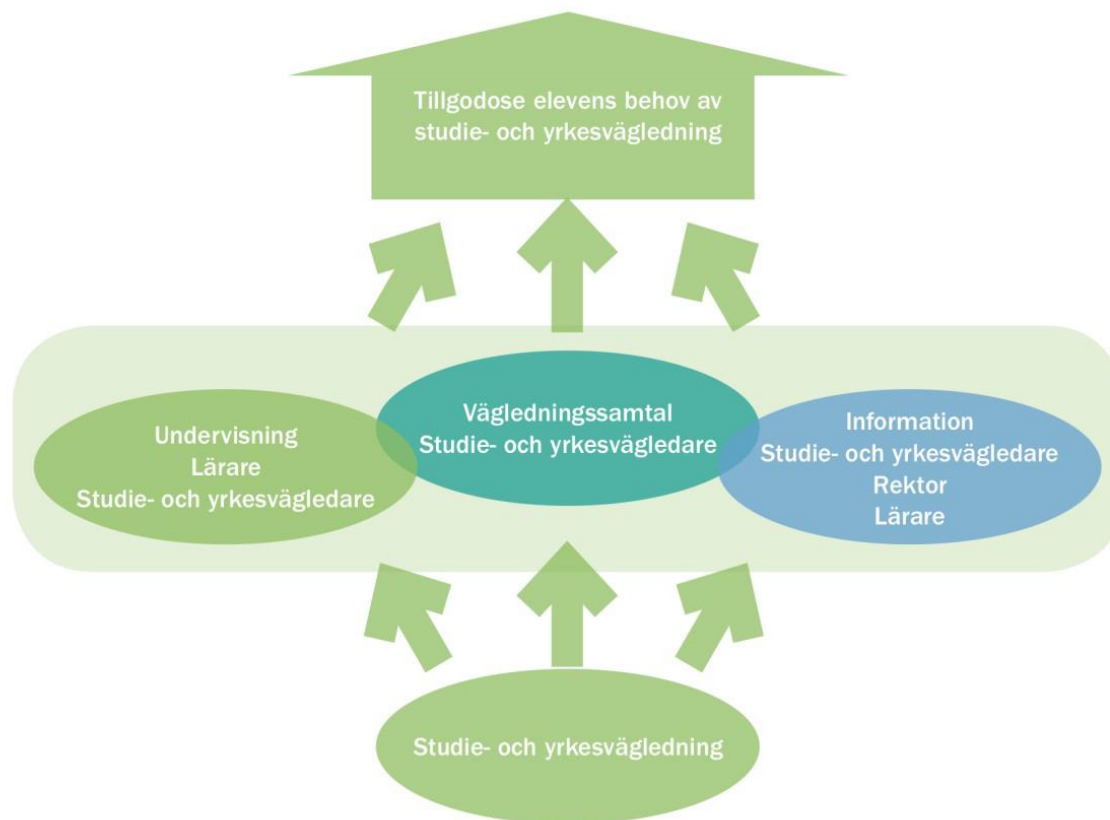 Tillgodose elevens behov av
studie- och yrkesvägledning
Undervisning
Lärare
Studie- och yrkesvägledare
Vägledningssamtal
Studie- och yrkesvägledare
Information
Studie- och yrkesvägledare
Rektor
Lärare
Studie- och yrkesvägledning